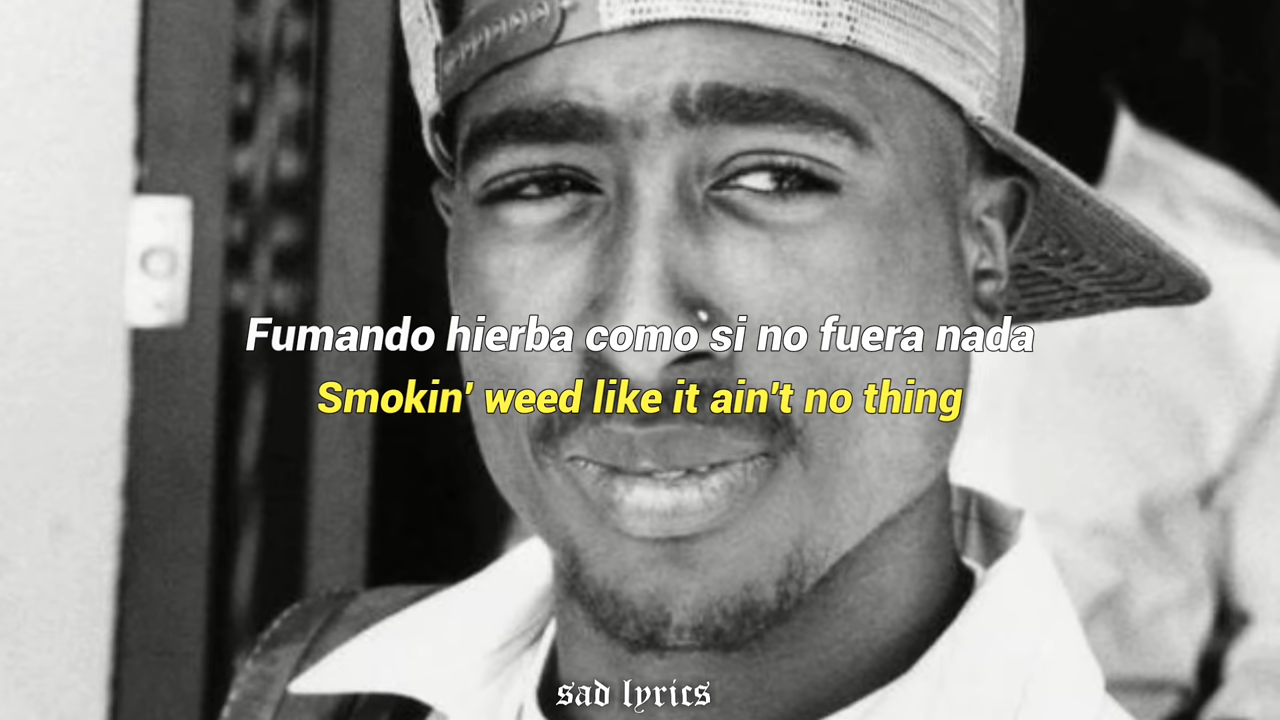 Fumando hierba como si no fuera nada
Smokin' weed like it ain't no thing
sad lyrics